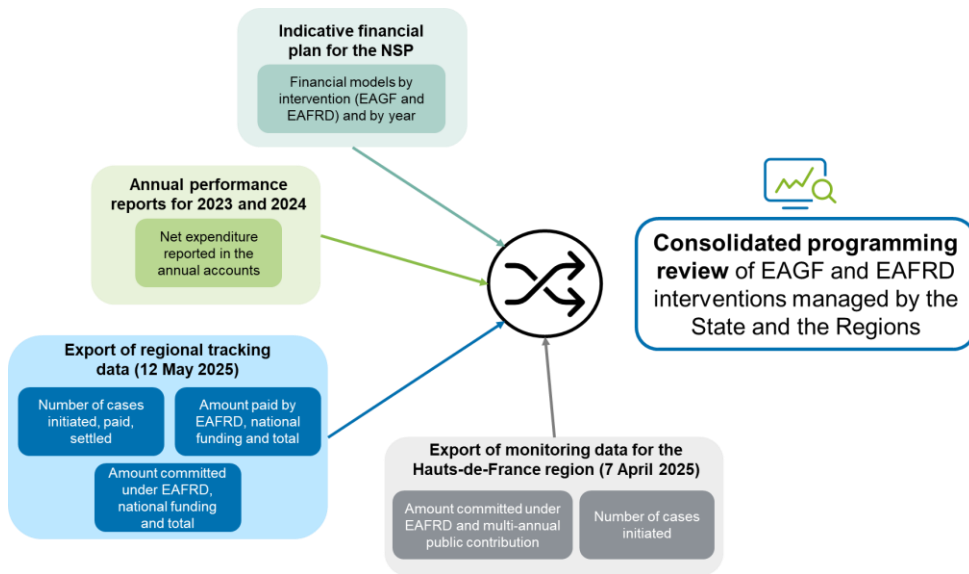 Indicative financial
plan for the NSP
Financial models by
intervention (EAGF and
EAFRD) and by year
Annual performance
reports for 2023 and 2024
Net expenditure
reported in the
annual accounts
Export of regional tracking
data (12 May 2025)
Number of cases
initiated, paid,
settled
Amount paid by
EAFRD, national
funding and total
Amount committed
under EAFRD,
national funding
and total
Export of monitoring data for the
Hauts-de-France region (7 April 2025)
Amount committed under
EAFRD and multi-annual
public contribution
Number of cases
initiated
Consolidated programming
review of EAGF and EAFRD
interventions managed by the
State and the Regions